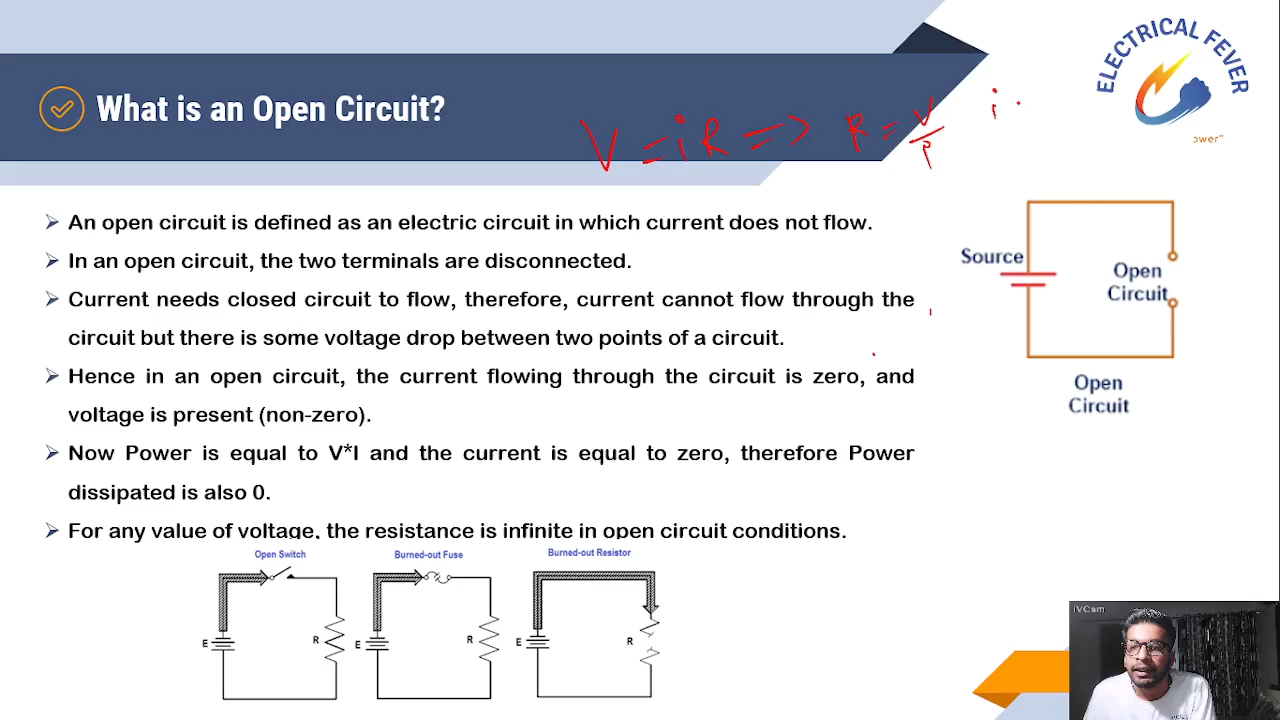 ELECTRICAL FEVER
ower"
What is an Open Circuit?
V = iR => R = V/i
i
➢ An open circuit is defined as an electric circuit in which current does not flow.
➢ In an open circuit, the two terminals are disconnected.
➢ Current needs closed circuit to flow, therefore, current cannot flow through the
circuit but there is some voltage drop between two points of a circuit.
➢ Hence in an open circuit, the current flowing through the circuit is zero, and
voltage is present (non-zero).
➢ Now Power is equal to V*I and the current is equal to zero, therefore Power
dissipated is also 0.
➢ For any value of voltage, the resistance is infinite in open circuit conditions.
Source
Open
Circuit
Open
Circuit
Open Switch
E
R
Burned-out Fuse
E
R
Burned-out Resistor
E
R
iVCam